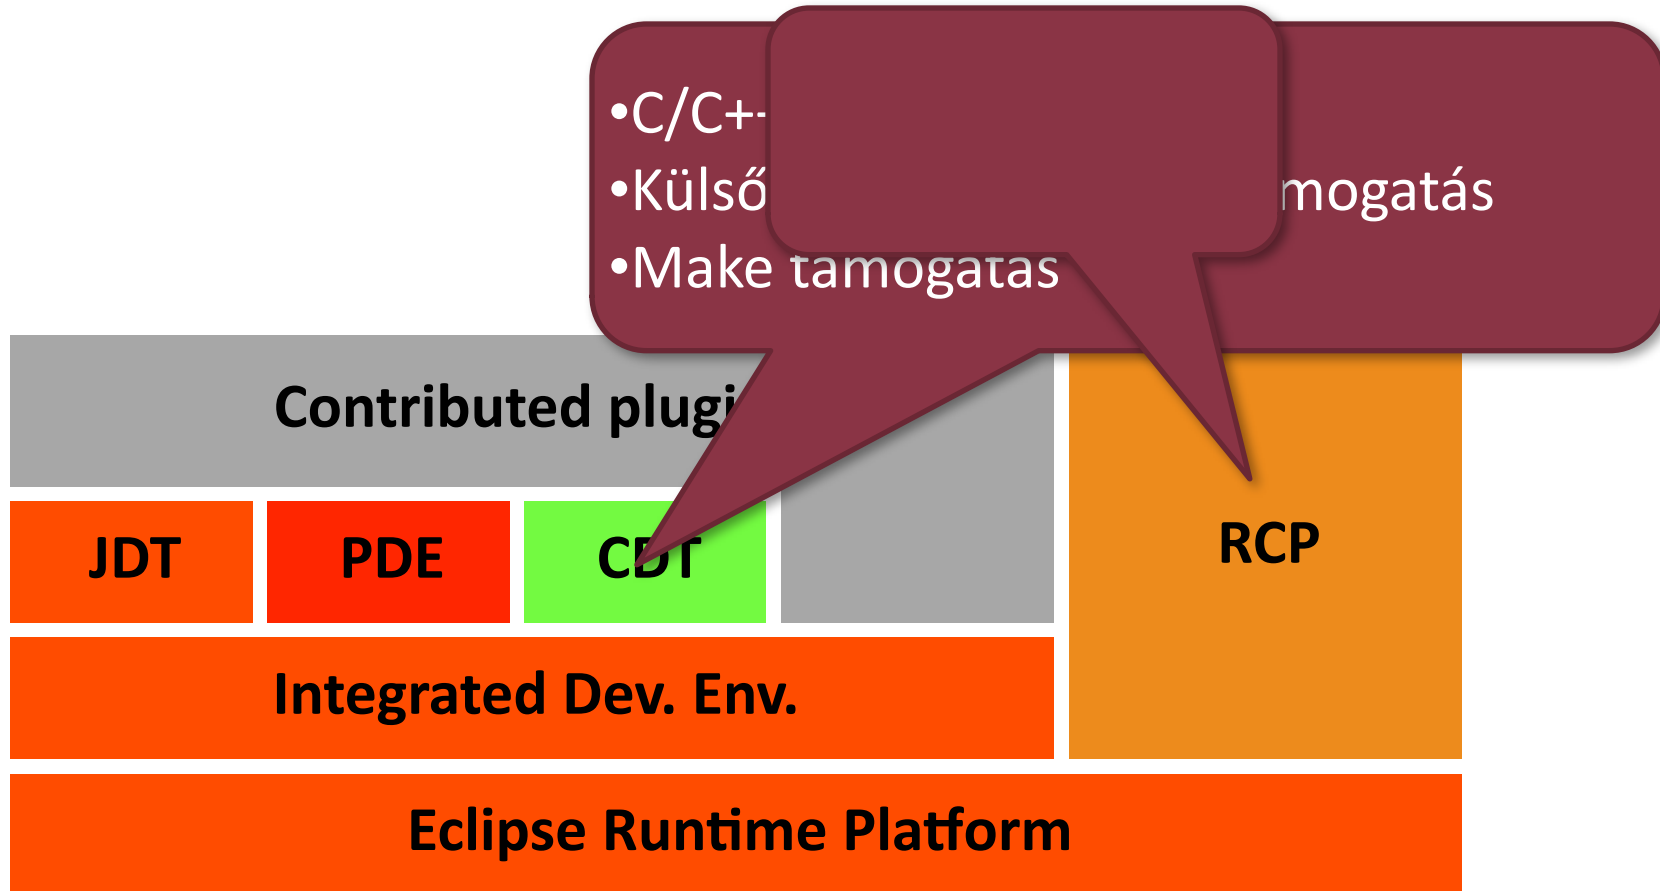 •C/C+
•Külső mogatás
•Make támogatás
Contributed plugi
JDT PDE CDT
RCP
Integrated Dev. Env.
Eclipse Runtime Platform